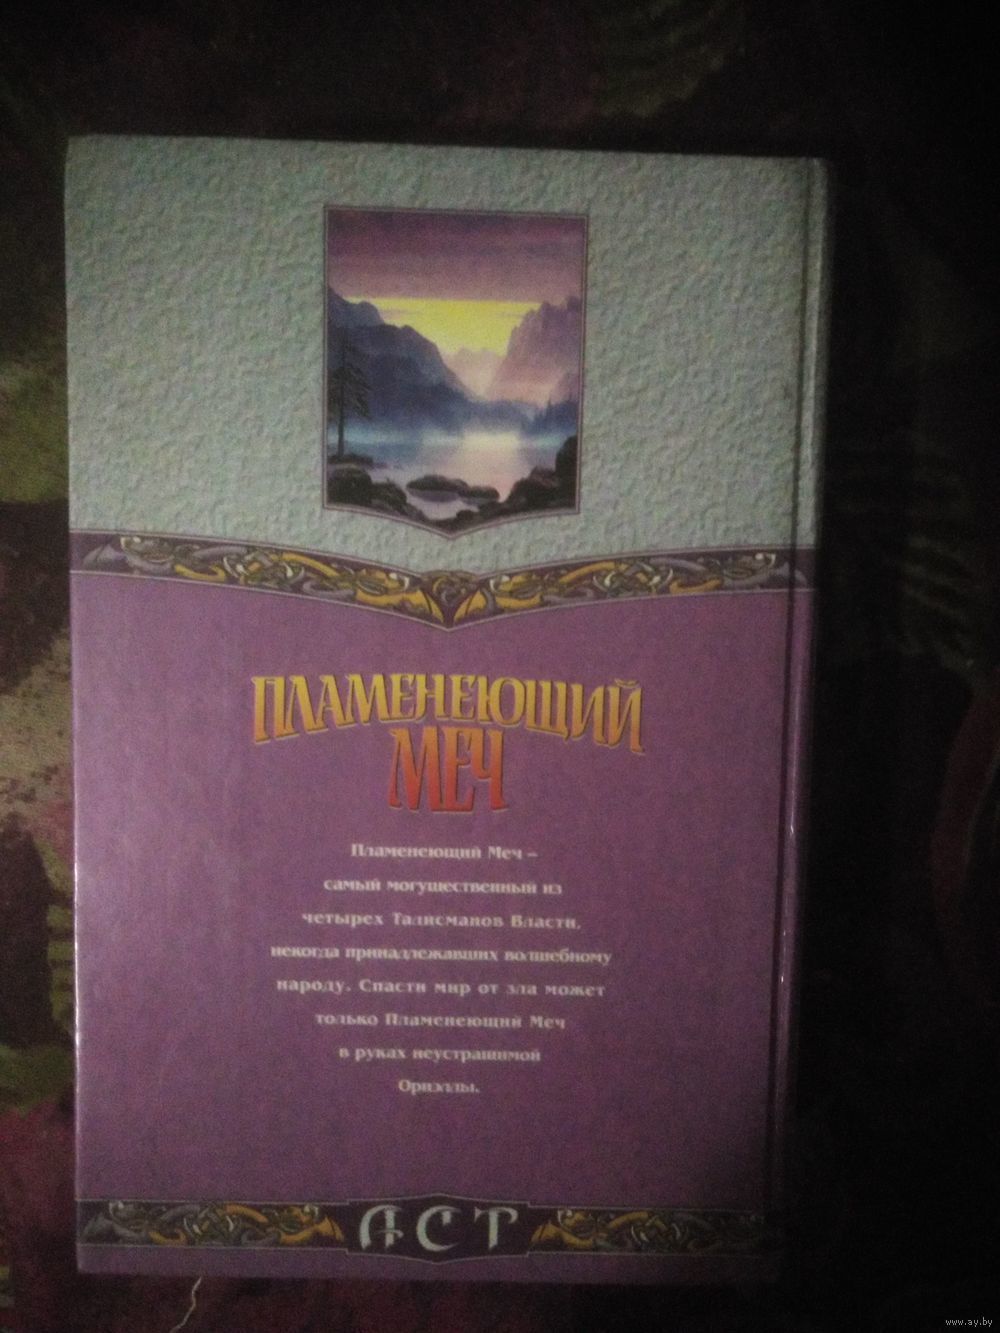 ПЛАМЕНЕЮЩИЙ
МЕЧ
Пламенеющий Меч –
самый могущественный из
четырех Талисманов Власти,
некогда принадлежавших волшебному
народу. Спасти мир от зла может
только Пламенеющий Меч
в руках неустрашимой
Ориэллы.
АСТ
www.ay.by